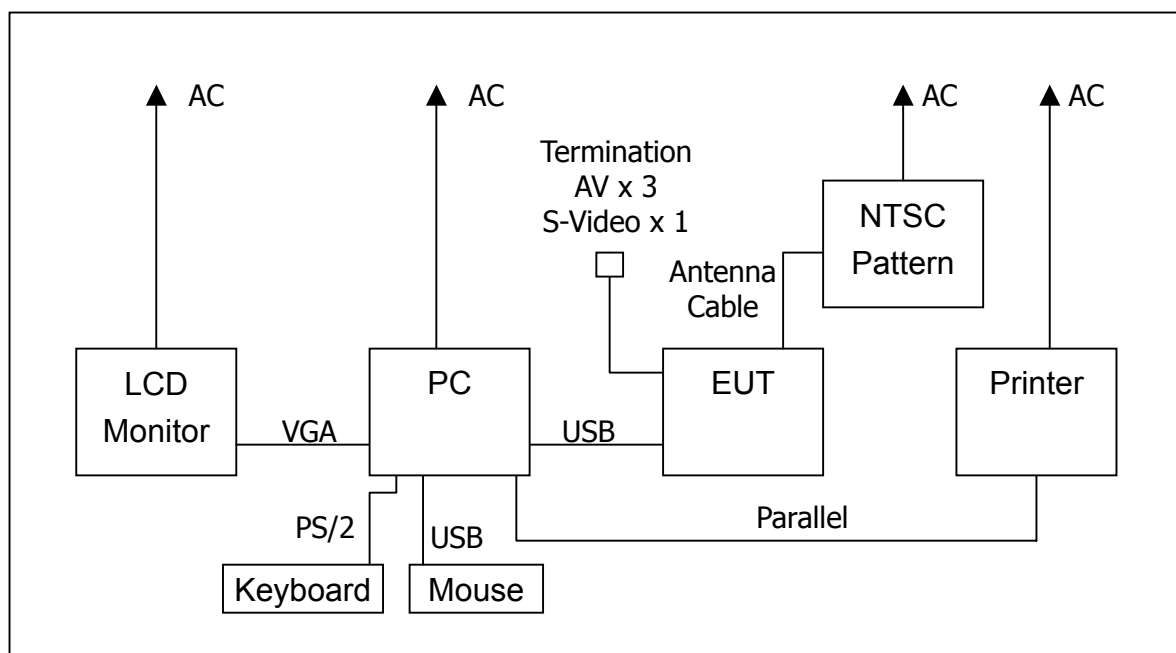 AC
AC
AC
AC
Termination
AV x 3
S-Video x 1
NTSC
Pattern
Antenna
Cable
LCD
Monitor
PC
EUT
Printer
VGA
USB
PS/2
USB
Parallel
Keyboard
Mouse